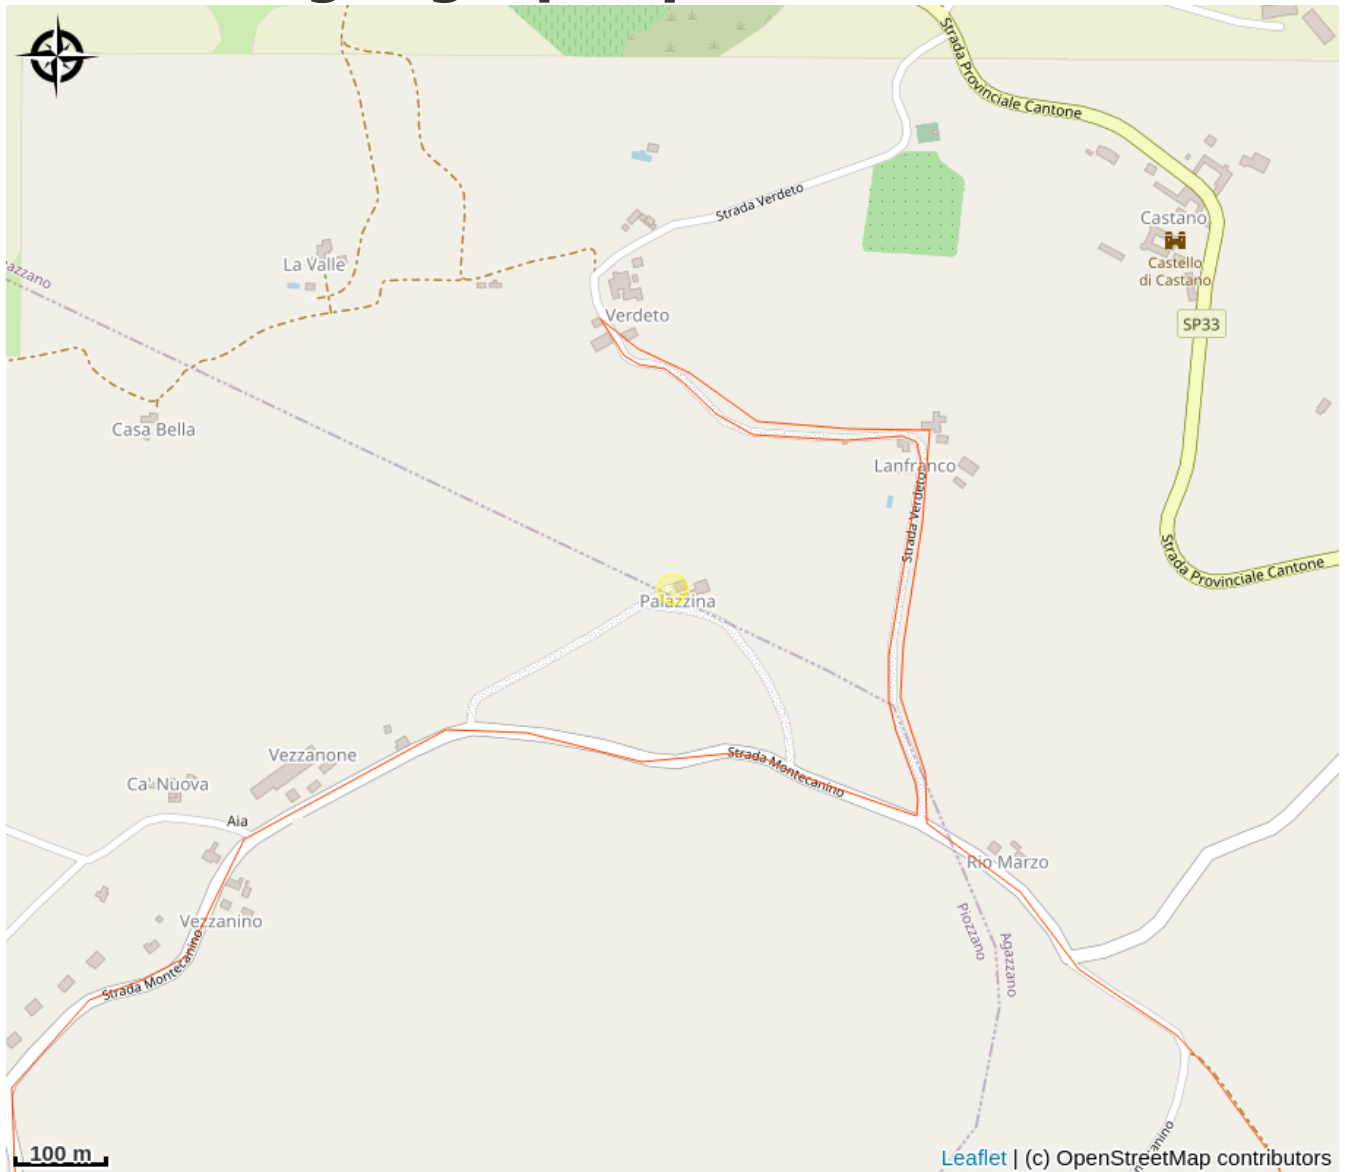 Strada Provinciale Cantone
Strada Verdeto
Castano
Castello
di Castano
La Valle
azzano
Verdeto
SP33
Casa Bella
Lanfranco
Strada Verdeto
Strada Provinciale Cantone
Palazzina
Vezzanone
Strada Montecanino
Ca' Nuova
Aia
Rio Marzo
Vezzanino
Piozzano
Agazzano
Strada Montecanino
anino
100 m
Leaflet | (c) OpenStreetMap contributors